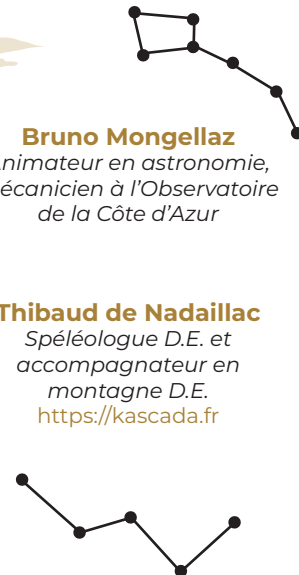 Bruno Mongellaz
nimateur en astronomie,
écanicien à l'Observatoire
de la Côte d'Azur
Thibaud de Nadaillac
Spéléologue D.E. et
accompagnateur en
montagne D.E.
https://kascada.fr